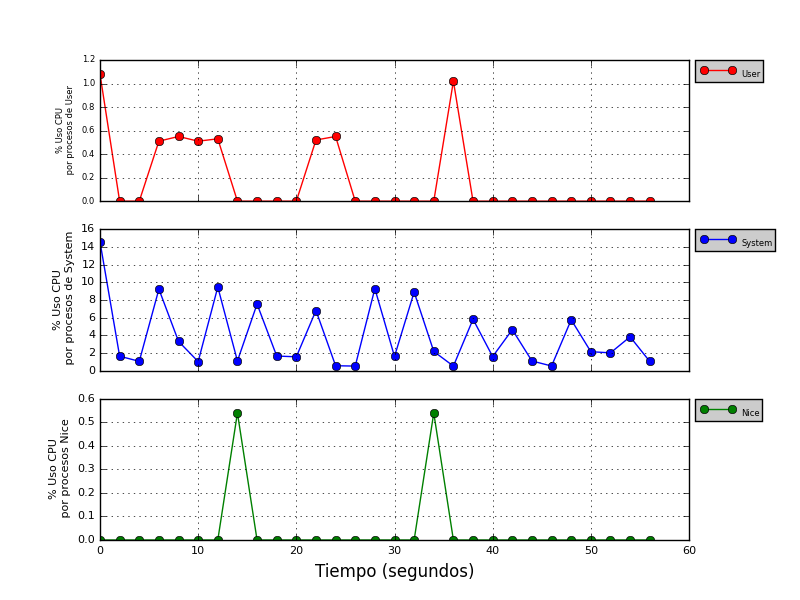 % Uso CPU
por procesos de User
1.2
1.0
0.8
0.6
0.4
0.2
0.0
User
% Uso CPU
por procesos de System
16
14
12
10
8
6
4
2
0
System
% Uso CPU
por procesos Nice
0.6
0.5
0.4
0.3
0.2
0.1
0.0
Nice
0 10 20 30 40 50 60
Tiempo (segundos)